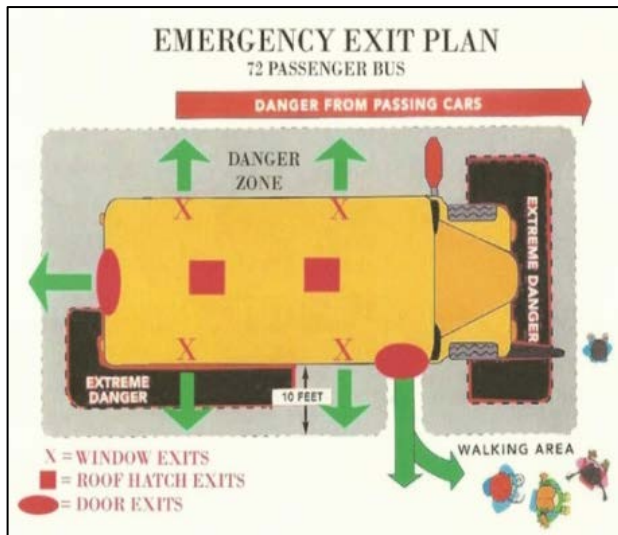 EMERGENCY EXIT PLAN
72 PASSENGER BUS
DANGER FROM PASSING CARS
DANGER
ZONE
X
X
EXTREME DANGER
X
X
EXTREME
DANGER
10 FEET
WALKING AREA
X = WINDOW EXITS
= ROOF HATCH EXITS
= DOOR EXITS